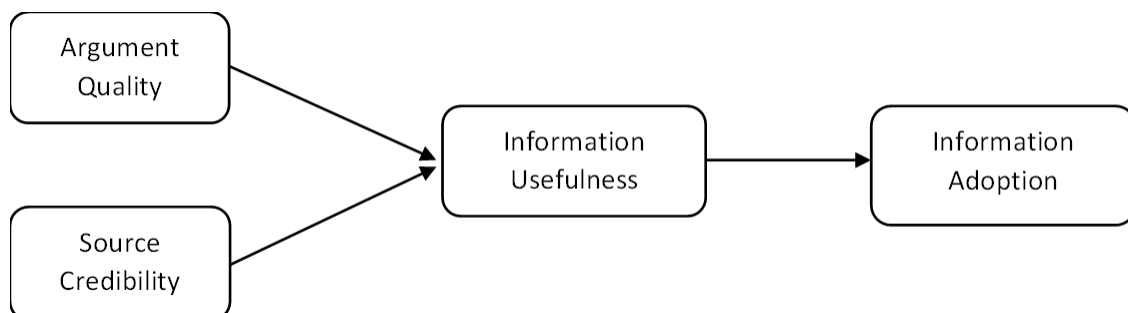 Argument
Quality
Source
Credibility
Information
Usefulness
Information
Adoption